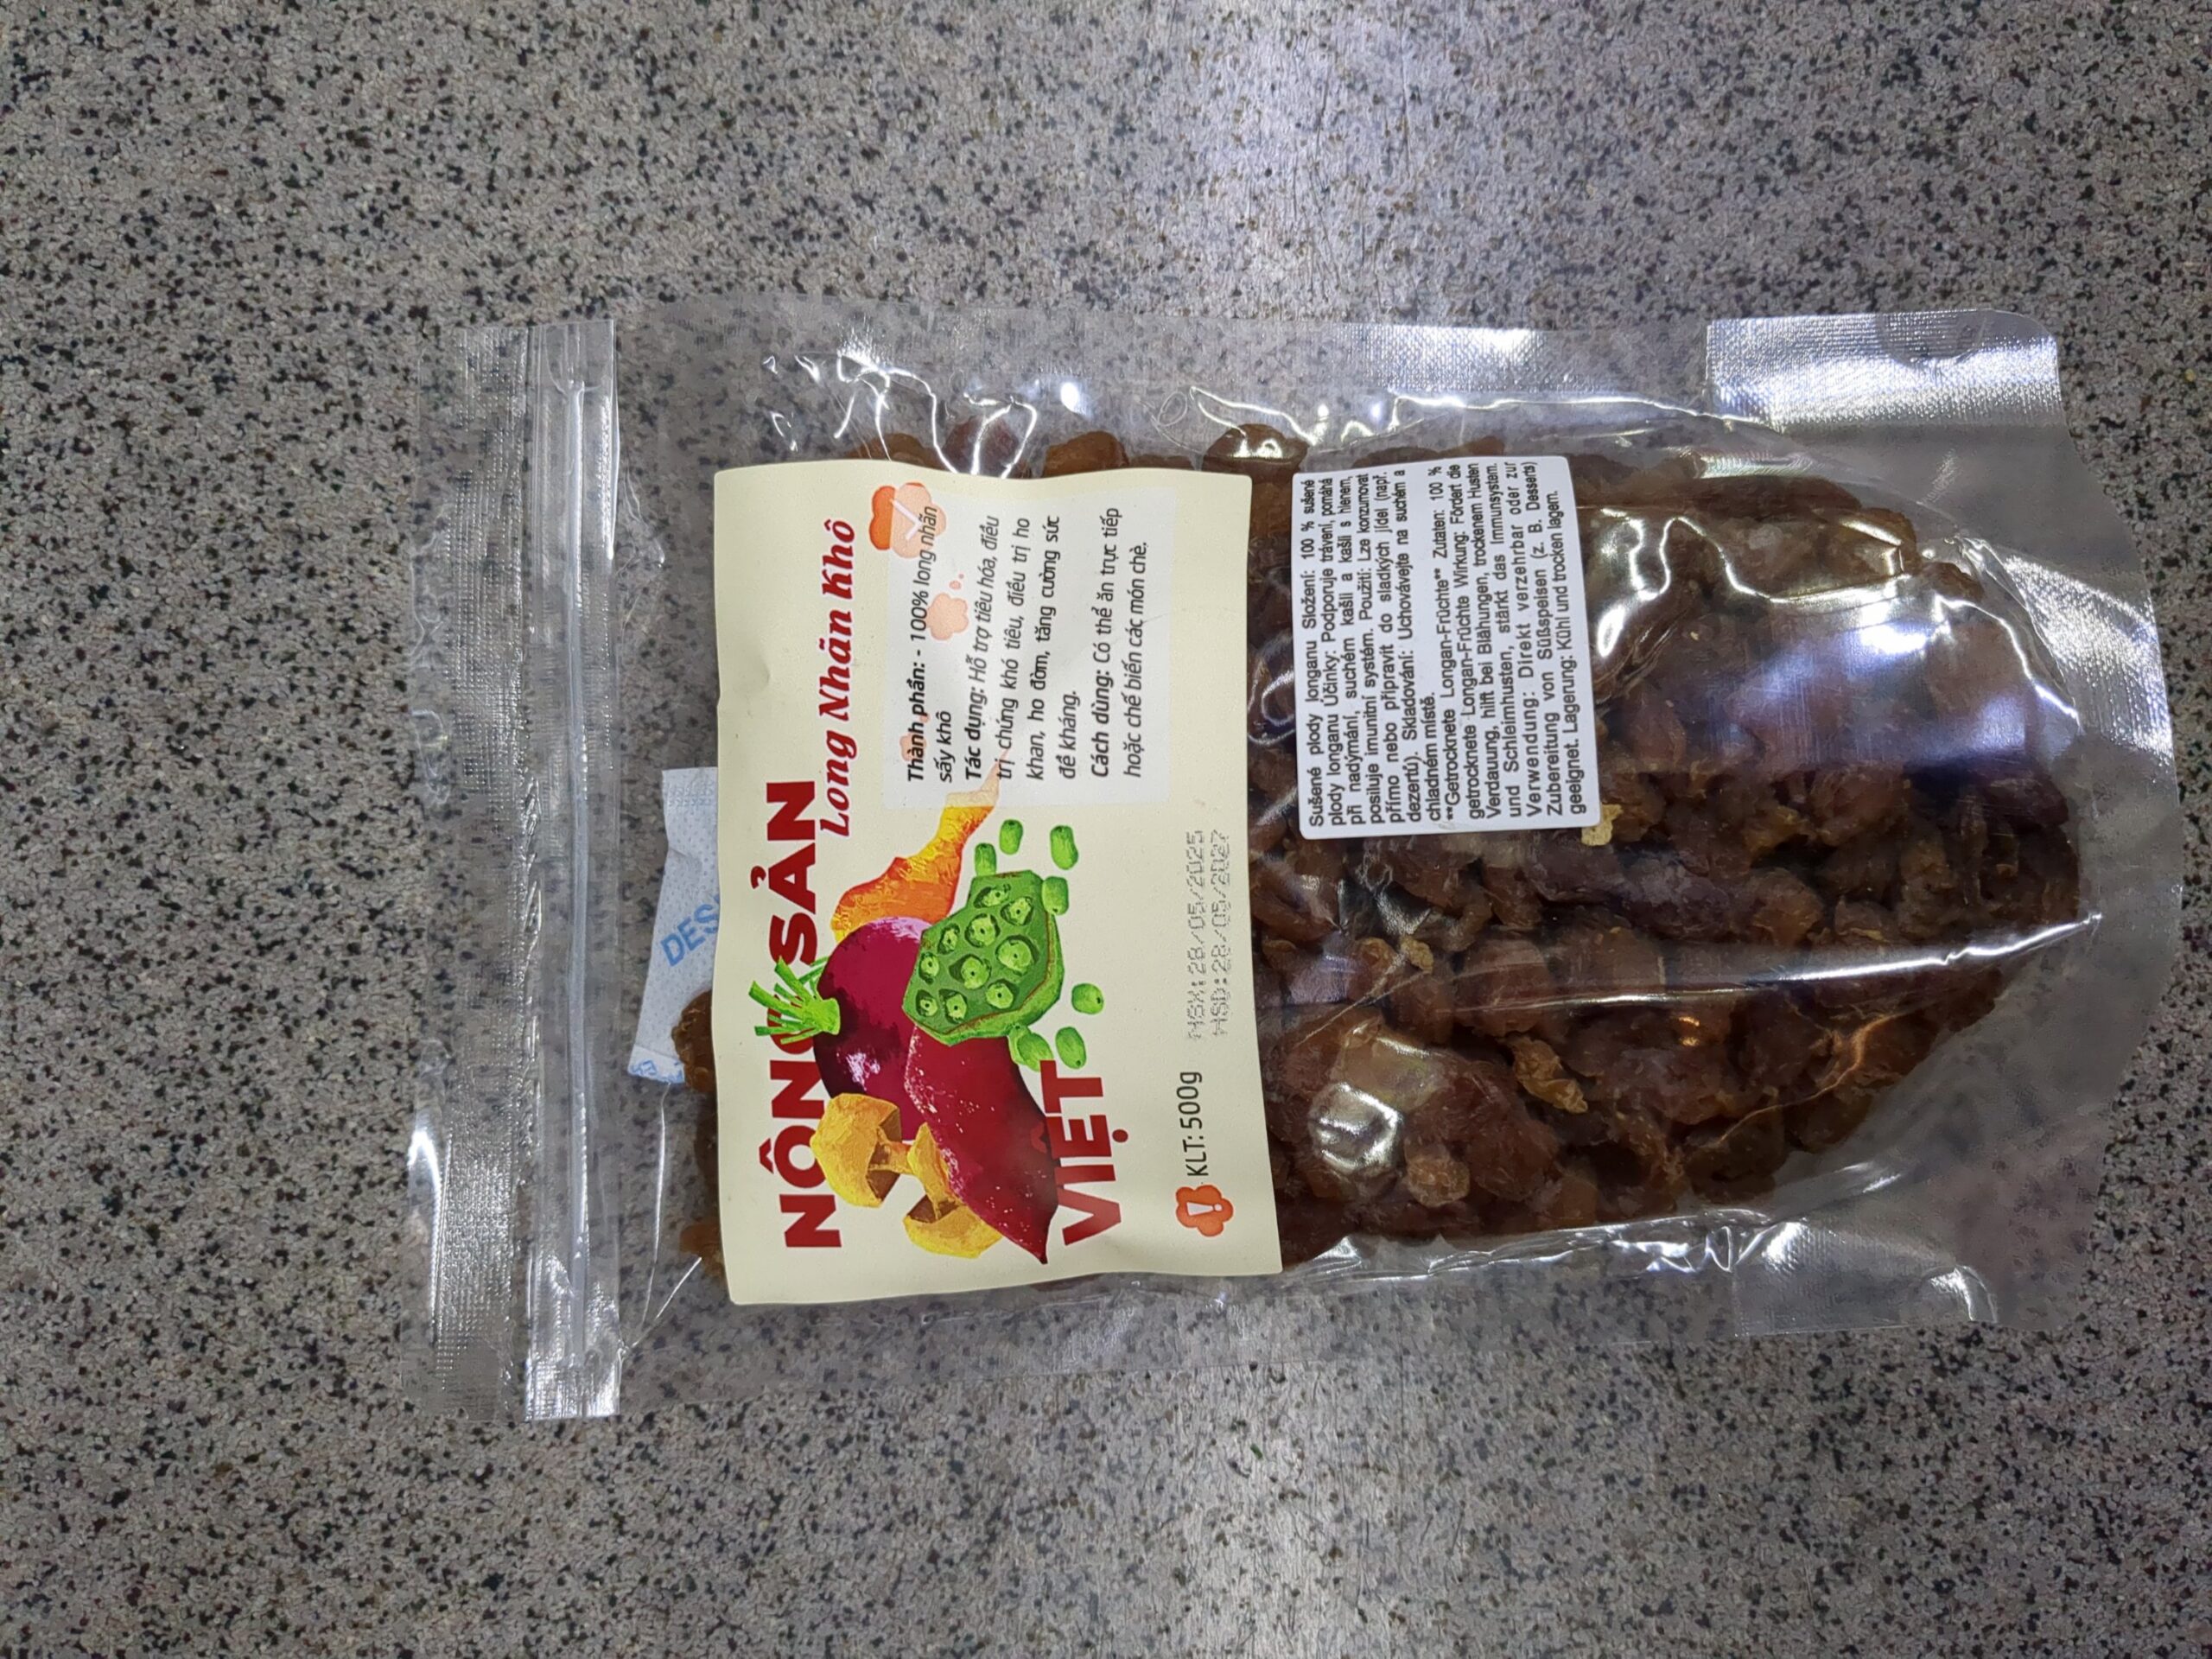 NÔNG SẢN
Long Nhãn Khô
VIỆT
Thành phần: - 100% long nhãn
sấy khô
Tác dụng: Hỗ trợ tiêu hóa, điều
trị chứng khó tiêu, điều trị ho
khan, ho đờm, tăng cường sức
đề kháng.
Cách dùng: Có thể ăn trực tiếp
hoặc chế biến các món chè.
KLT: 500g
NSX: 28/05/2025
HSD: 28/05/2027
DES
Sušené plody longanu Složení: 100 % sušené
plody longanu Účinky: Podporuje trávení, pomáhá
při nadýmání, suchém kašli a kašli s hlenem,
posiluje imunitní systém. Použití: Lze konzumovat
přímo nebo připravit do sladkých jídel (např.
dezertů). Skladování: Uchovávejte na suchém a
chladném místě.
**Getrocknete Longan-Früchte** Zutaten: 100 %
getrocknete Longan-Früchte Wirkung: Fördert die
Verdauung, hilft bei Blähungen, trockenem Husten
und Schleimhusten, stärkt das Immunsystem.
Verwendung: Direkt verzehrbar oder zur
Zubereitung von Süßspeisen (z. B. Desserts)
geeignet. Lagerung: Kühl und trocken lagern.